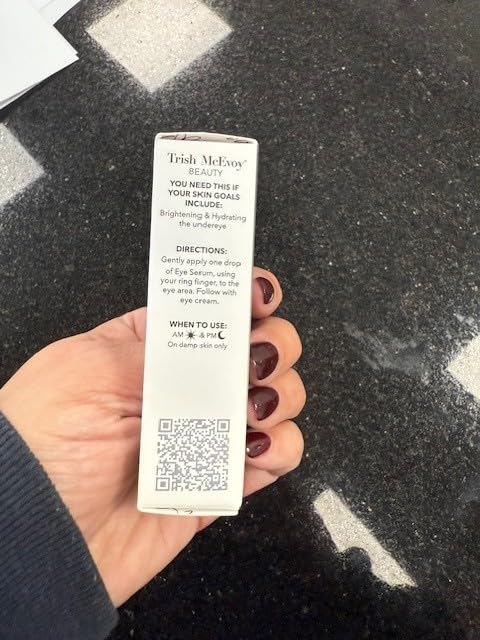 Trish McEvoy®
BEAUTY
YOU NEED THIS IF
YOUR SKIN GOALS
INCLUDE:
Brightening & Hydrating
the undereye
DIRECTIONS:
Gently apply one drop
of Eye Serum, using
your ring finger, to the
eye area. Follow with
eye cream.
WHEN TO USE:
AM & PM
On damp skin only